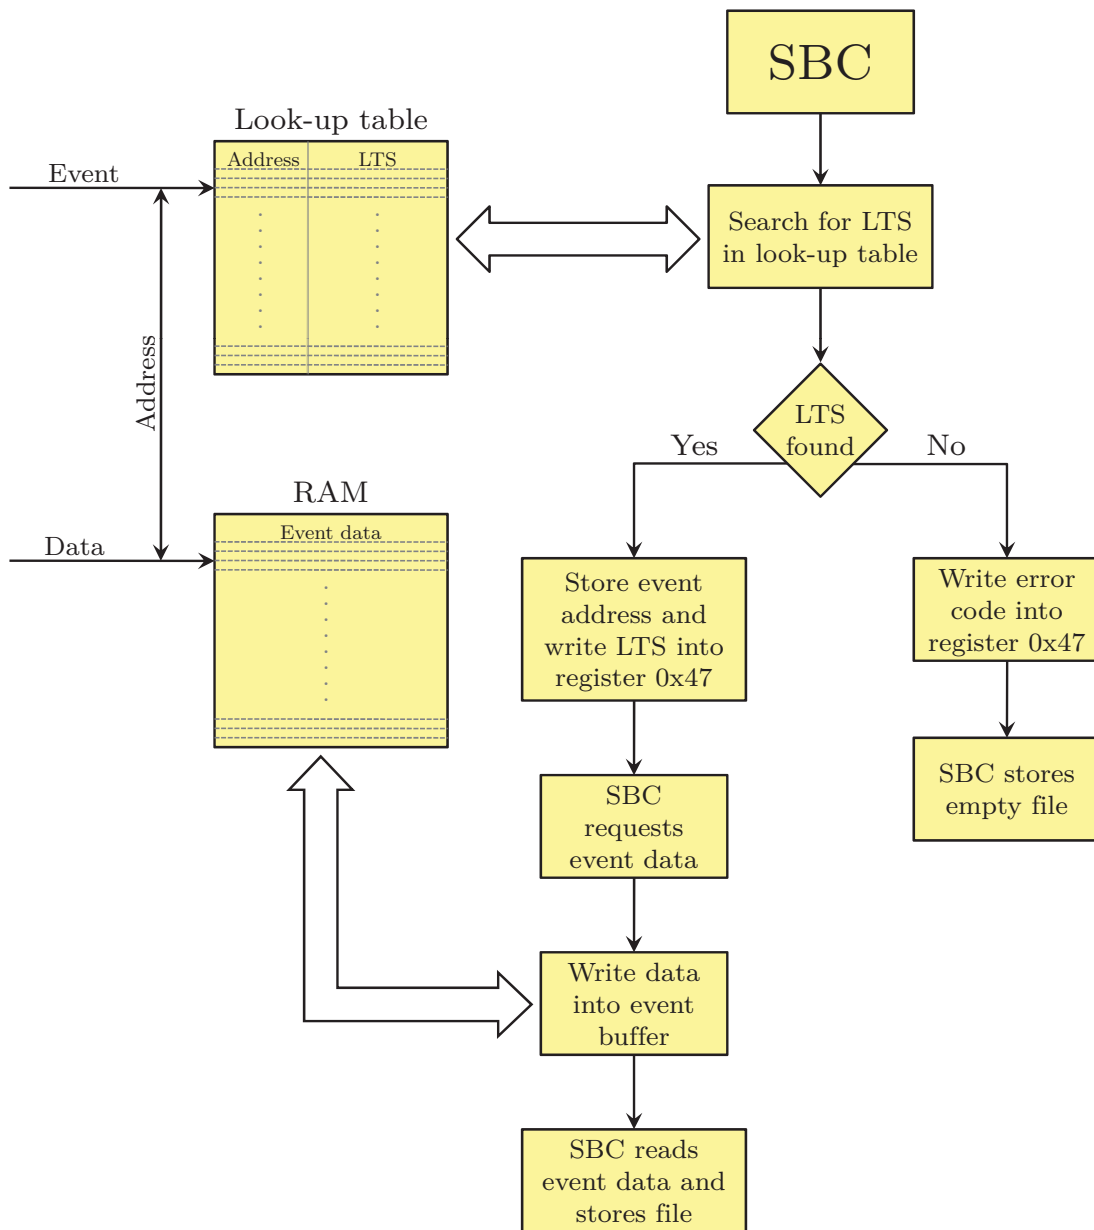 SBC
Look-up table
Address LTS
Event
Search for LTS
in look-up table
Address
LTS
found
Yes
No
RAM
Event data
Data
Store event
address and
write LTS into
register 0x47
Write error
code into
register 0x47
SBC
requests
event data
SBC stores
empty file
Write data
into event
buffer
SBC reads
event data and
stores file